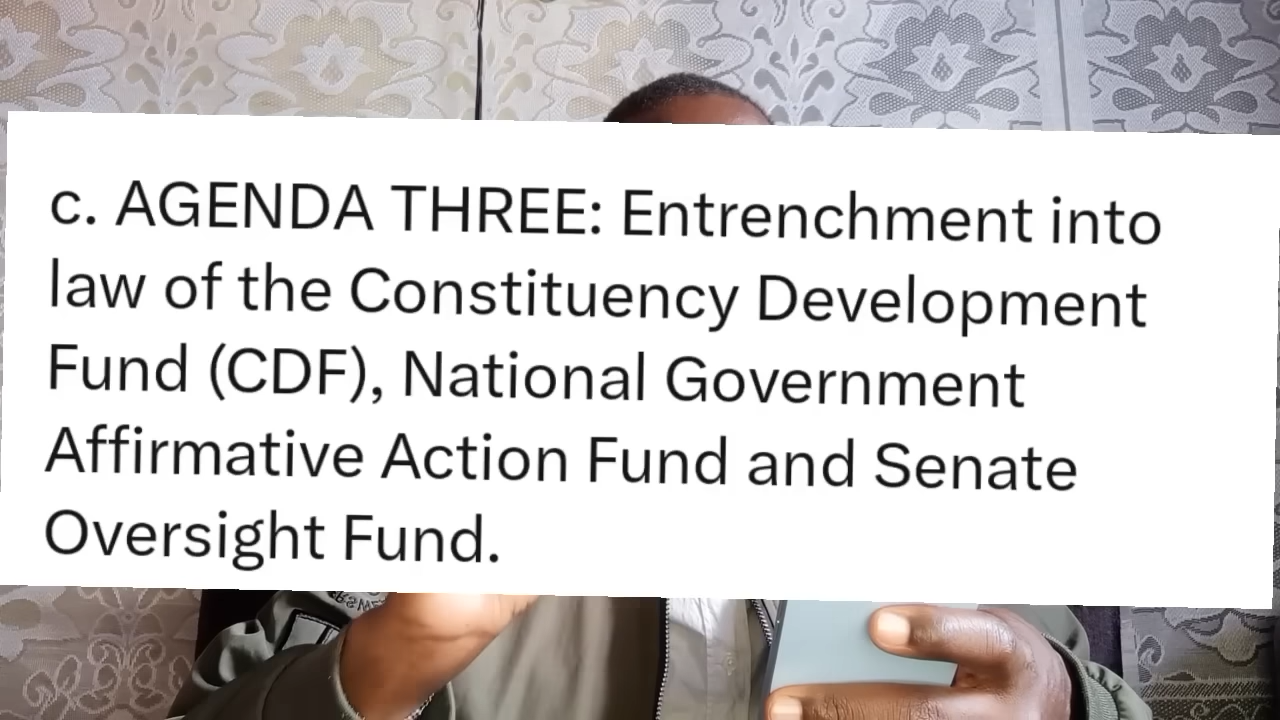 c. AGENDA THREE: Entrenchment into
law of the Constituency Development
Fund (CDF), National Government
Affirmative Action Fund and Senate
Oversight Fund.